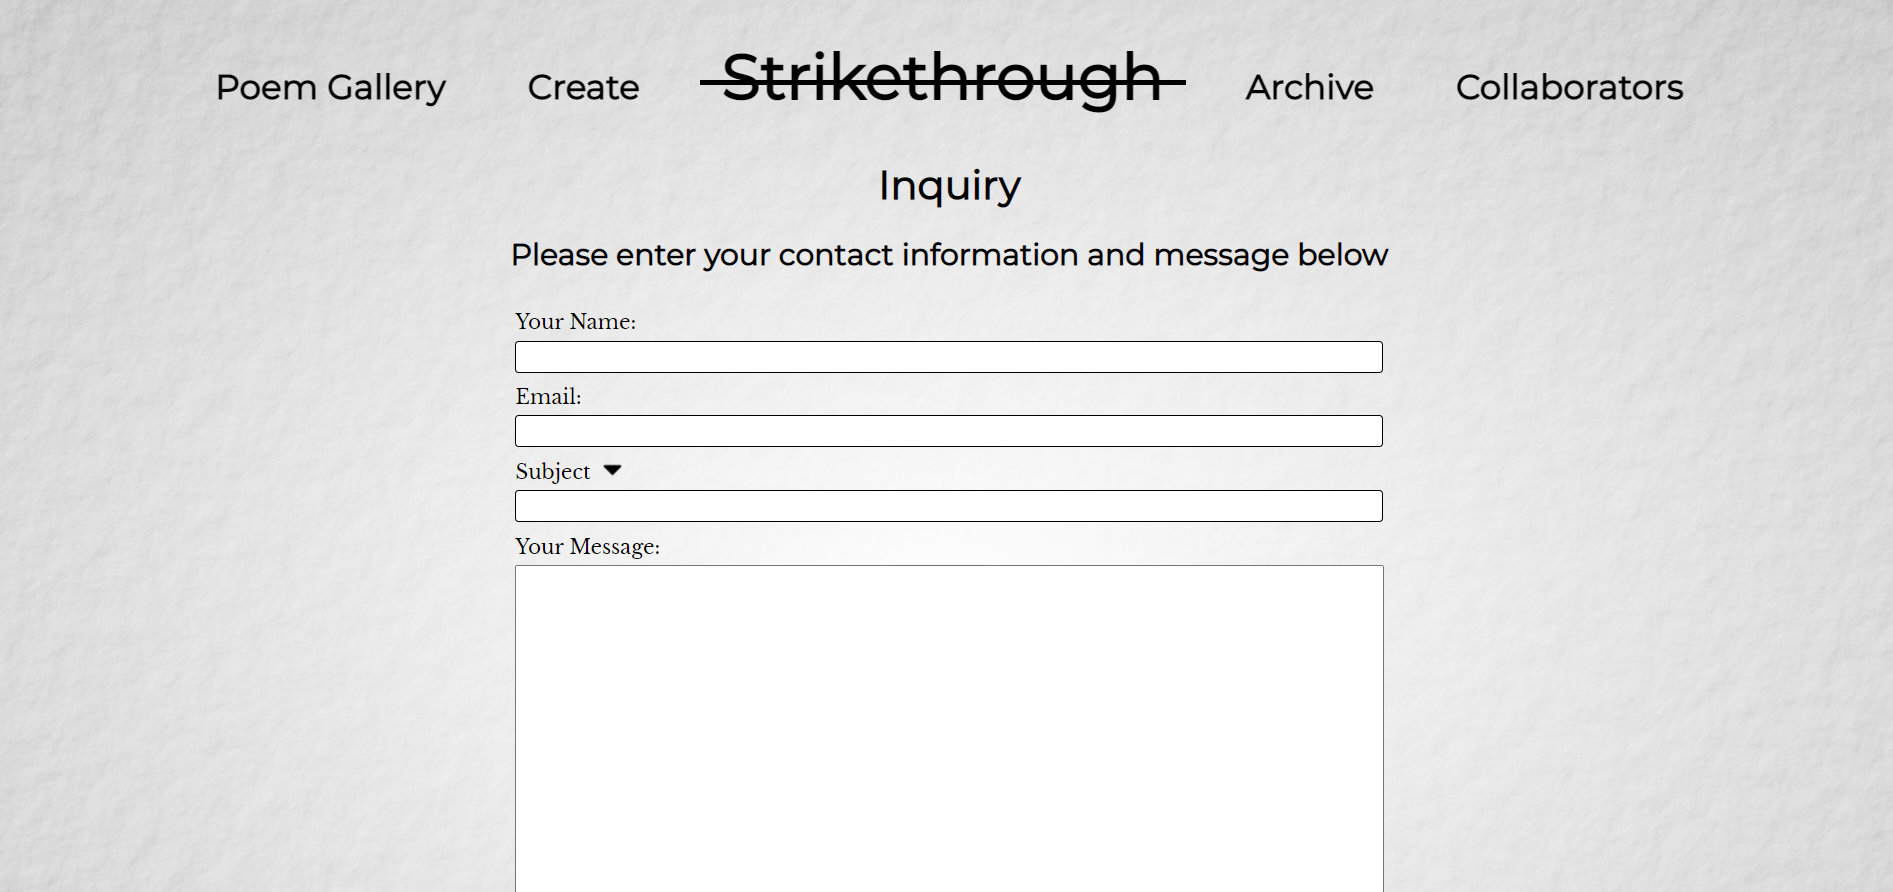 Poem Gallery Create Strikethrough Archive Collaborators
Inquiry
Please enter your contact information and message below
Your Name:
Email:
Subject
Your Message: